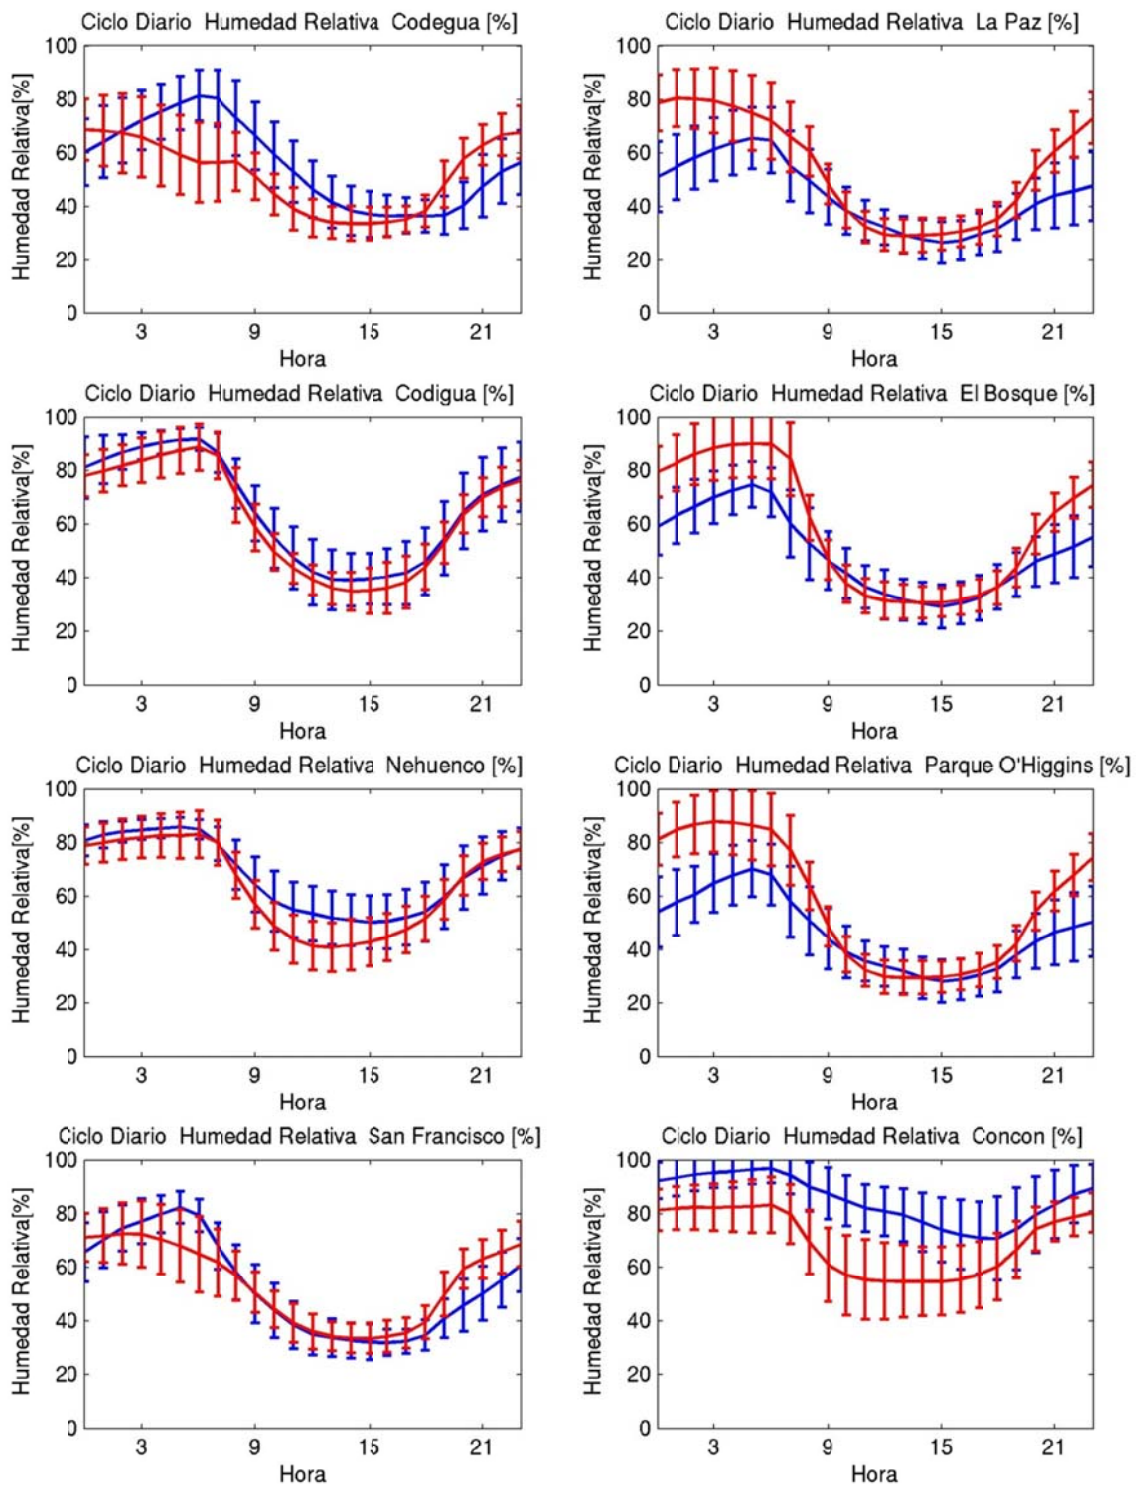 Ciclo Diario Humedad Relativa Codegua [%]
Humedad Relativa[%]
100
80
60
40
20
0
3 9 15 21
Hora
Ciclo Diario Humedad Relativa La Paz [%]
Humedad Relativa[%]
100
80
60
40
20
0
3 9 15 21
Hora
Ciclo Diario Humedad Relativa Codigua [%]
Humedad Relativa[%]
100
80
60
40
20
0
3 9 15 21
Hora
Ciclo Diario Humedad Relativa El Bosque [%]
Humedad Relativa[%]
100
80
60
40
20
0
3 9 15 21
Hora
Ciclo Diario Humedad Relativa Nehuenco [%]
Humedad Relativa[%]
100
80
60
40
20
0
3 9 15 21
Hora
Ciclo Diario Humedad Relativa Parque O'Higgins [%]
Humedad Relativa[%]
100
80
60
40
20
0
3 9 15 21
Hora
Ciclo Diario Humedad Relativa San Francisco [%]
Humedad Relativa[%]
100
80
60
40
20
0
3 9 15 21
Hora
Ciclo Diario Humedad Relativa Concon [%]
Humedad Relativa[%]
100
80
60
40
20
0
3 9 15 21
Hora